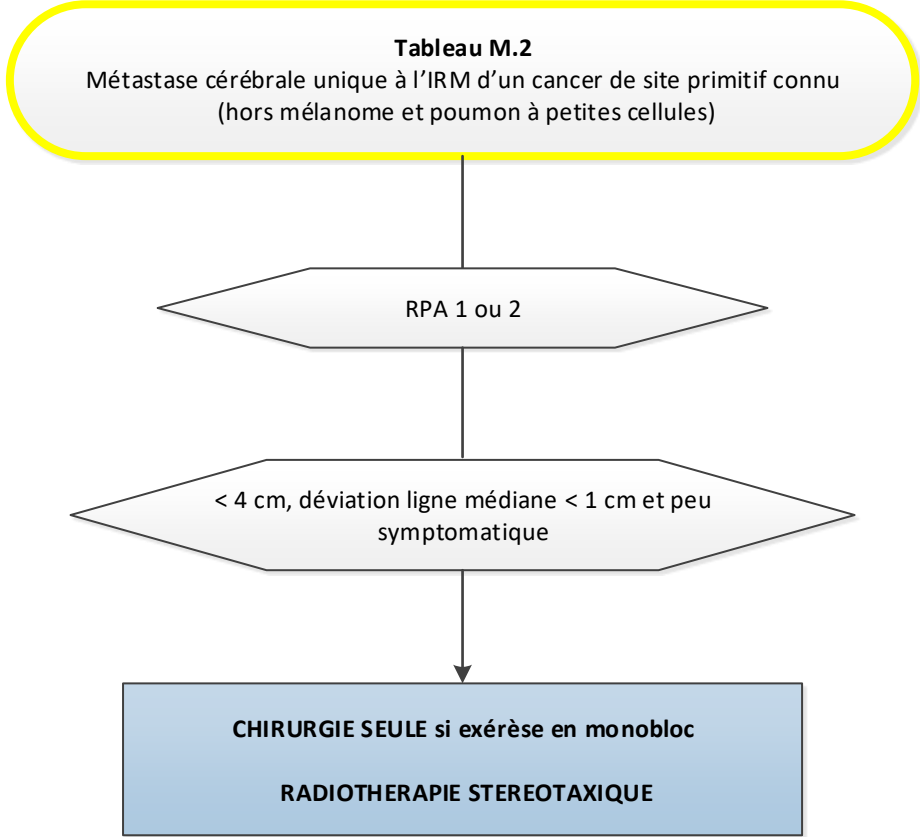 Tableau M.2
Métastase cérébrale unique à l’IRM d’un cancer de site primitif connu
(hors mélanome et poumon à petites cellules)
RPA 1 ou 2
< 4 cm, déviation ligne médiane < 1 cm et peu
symptomatique
CHIRURGIE SEULE si exérèse en monobloc
RADIOTHERAPIE STEREOTAXIQUE